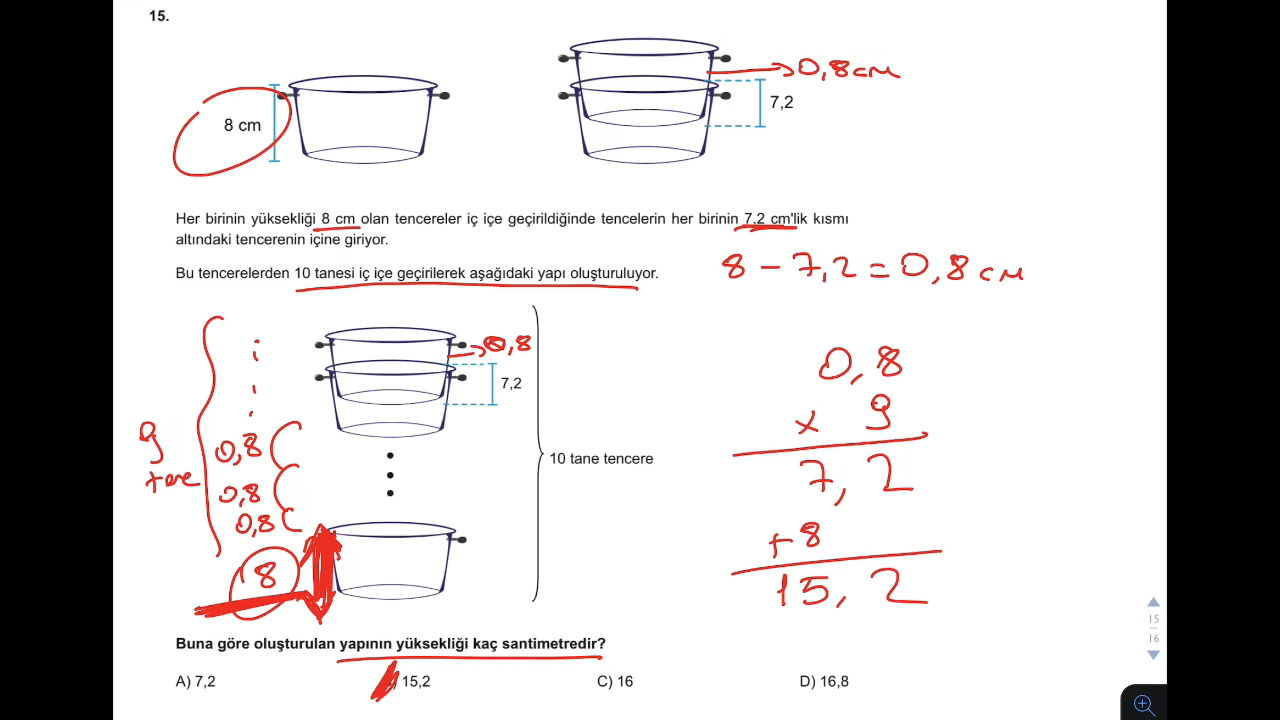 15.
8 cm
0,8 cm
7,2
Her birinin yüksekliği 8 cm olan tencereler iç içe geçirildiğinde tencelerin her birinin 7,2 cm'lik kısmı
altındaki tencerenin içine giriyor.
8 - 7,2 = 0,8 cm
Bu tencerelerden 10 tanesi iç içe geçirilerek aşağıdaki yapı oluşturuluyor.
0,8
7,2
10 tane tencere
9
tane
0,8
0,8
0,8
8
0,8
x 9
7,2
+8
15,2
Buna göre oluşturulan yapının yüksekliği kaç santimetredir?
A) 7,2 ) 15,2 C) 16 D) 16,8
15
16